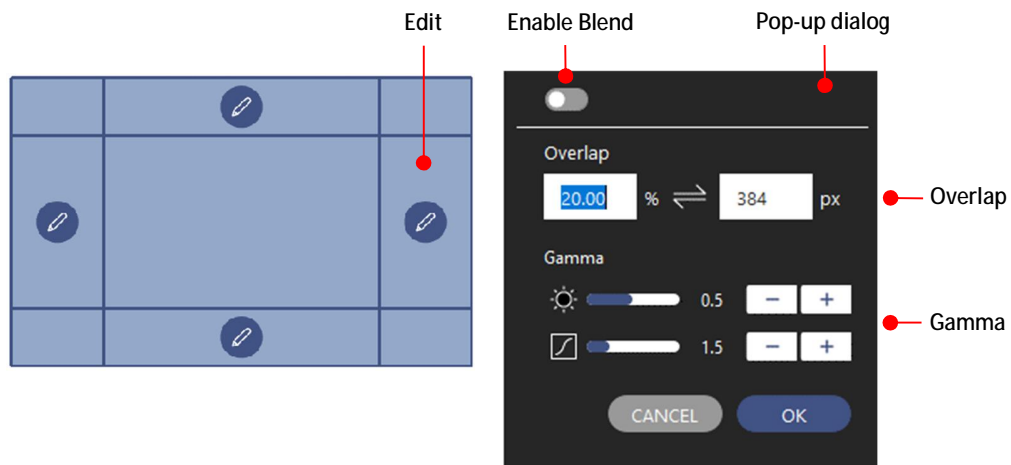 Edit
Enable Blend
Pop-up dialog
Overlap
20.00 % 384 px
Overlap
Gamma
0.5 − +
Gamma
1.5 − +
CANCEL OK